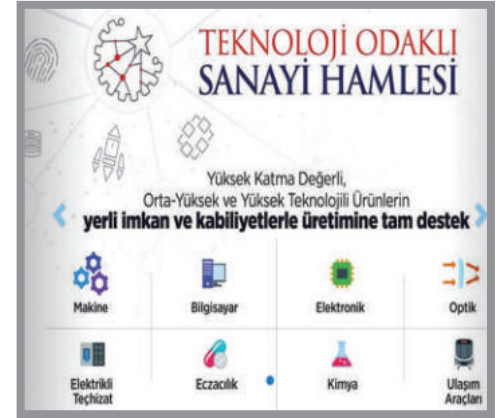 TEKNOLOJİ ODAKLI
SANAYİ HAMLESİ
Yüksek Katma Değerli,
Orta-Yüksek ve Yüksek Teknolojili Ürünlerin
yerli imkan ve kabiliyetlerle üretimine tam destek
Makine
Bilgisayar
Elektronik
Optik
Elektrikli
Teçhizat
Eczacılık
Kimya
Ulaşım
Araçları